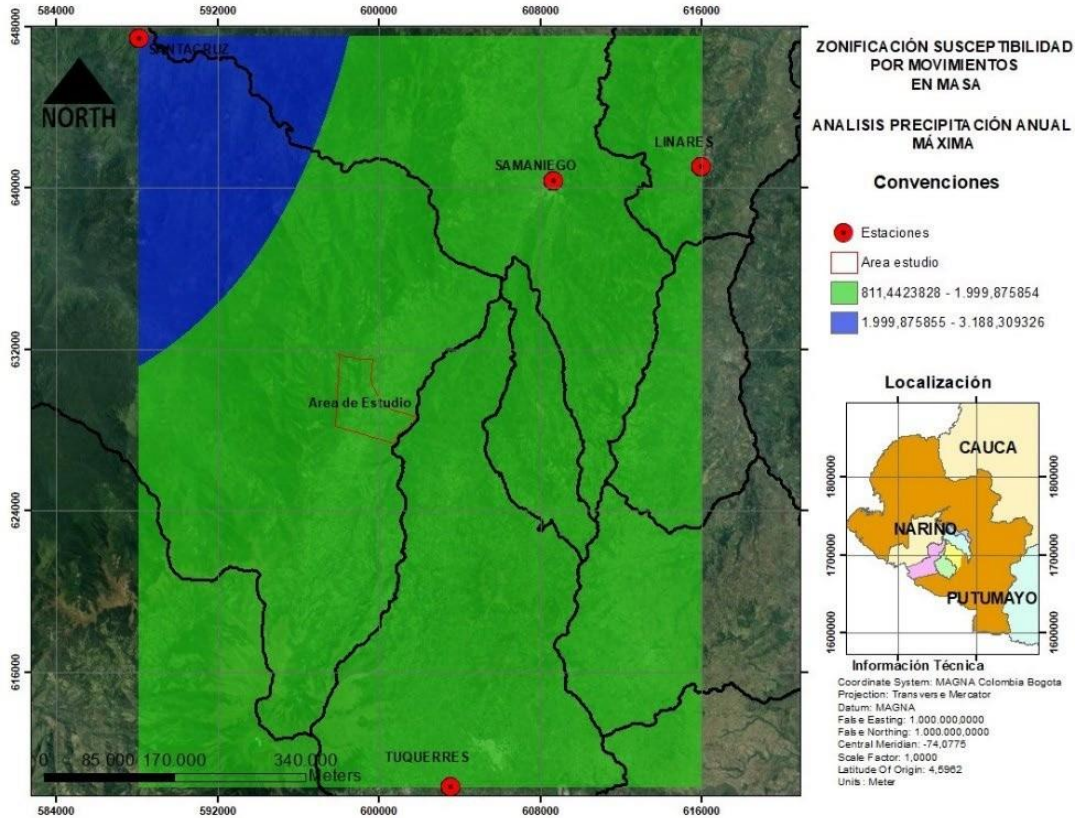 584000 592000 600000 608000 616000
648000
640000
632000
624000
616000
SANTACRUZ
NORTH
LINARES
SAMANIEGO
Area de Estudio
TUQUERRES
0 85.000 170.000 340.000
Meters
584000 592000 600000 608000 616000
ZONIFICACIÓN SUSCEPTIBILIDAD
POR MOVIMIENTOS
EN MASA
ANALISIS PRECIPITACIÓN ANUAL
MÁXIMA
Convenciones
Estaciones
Area estudio
811,4423828 - 1.999,875854
1.999,875855 - 3.188,309326
Localización
CAUCA
NARIÑO
PUTUMAYO
1800000
1700000
1600000
1800000
1700000
1600000
Información Técnica
Coordinate System: MAGNA Colombia Bogota
Projection: Transverse Mercator
Datum: MAGNA
False Easting: 1.000.000,0000
False Northing: 1.000.000,0000
Central Meridian: -74,0775
Scale Factor: 1,0000
Latitude Of Origin: 4,5962
Units: Meter